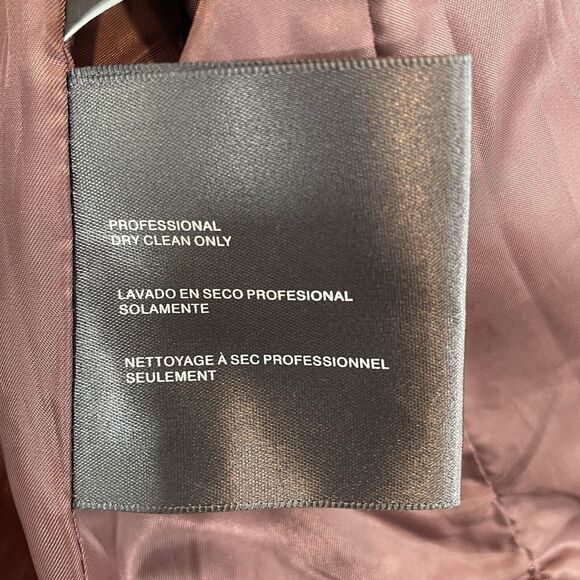 PROFESSIONAL
DRY CLEAN ONLY
LAVADO EN SECO PROFESIONAL
SOLAMENTE
NETTOYAGE À SEC PROFESSIONNEL
SEULEMENT